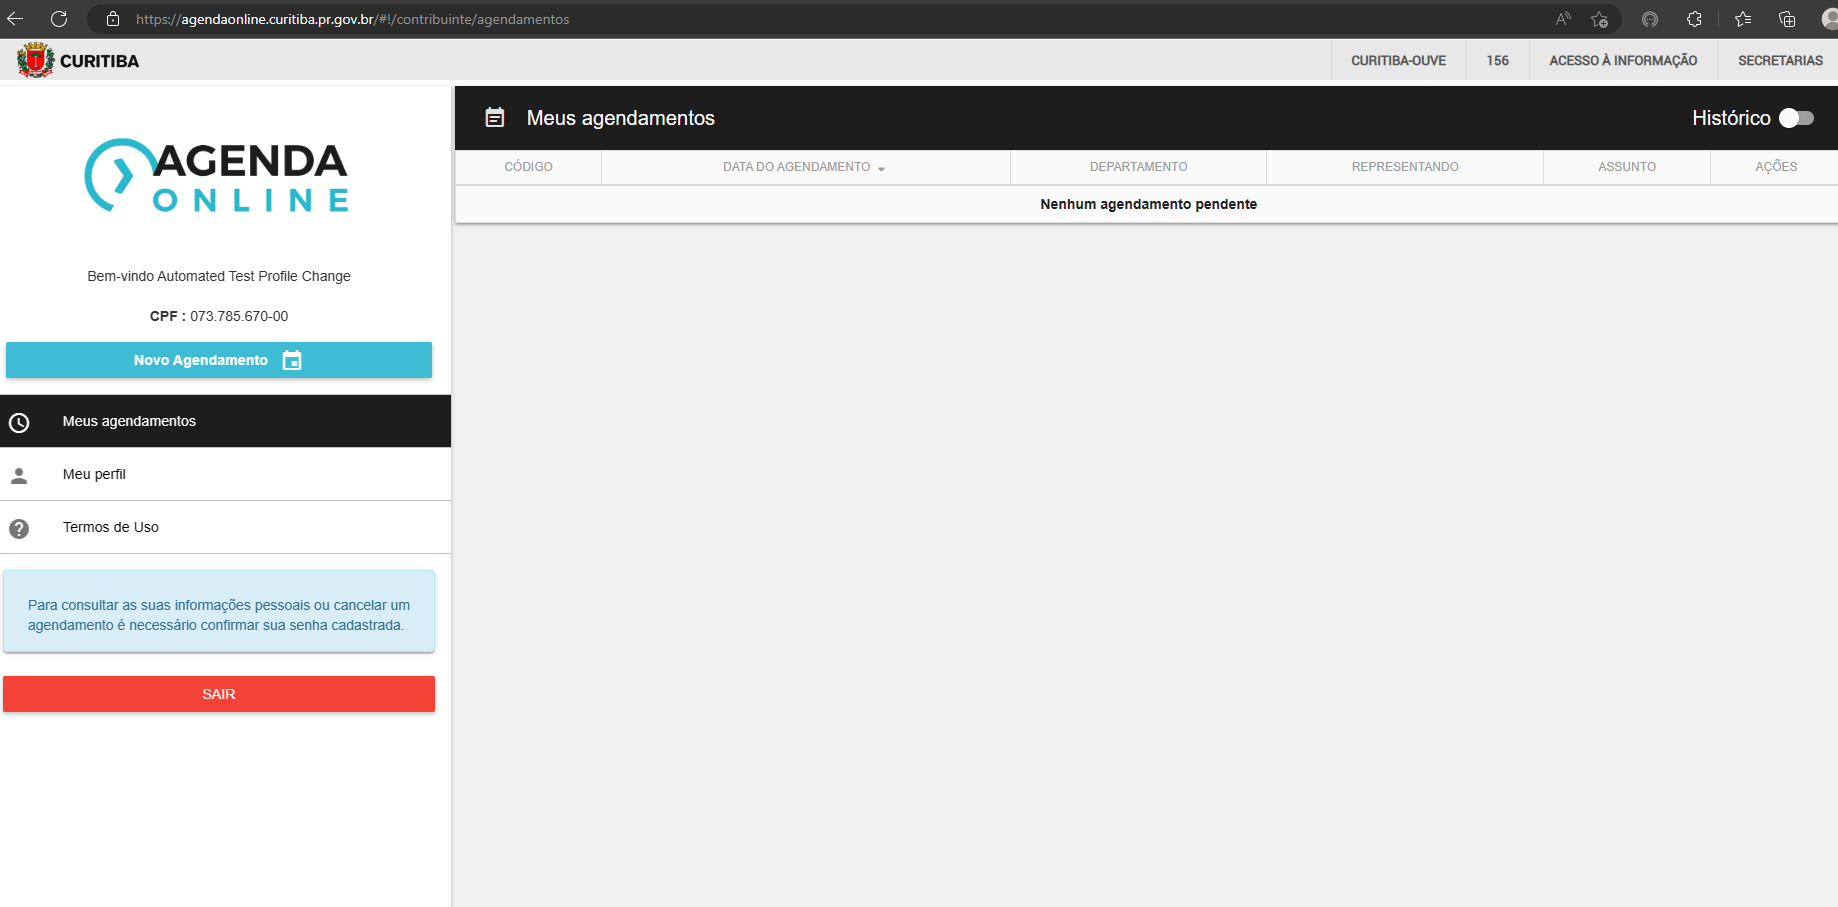 https://agendaonline.curitiba.pr.gov.br/#!/contribuinte/agendamentos
CURITIBA
CURITIBA-OUVE
156
ACESSO À INFORMAÇÃO
SECRETARIAS
AGENDA
ONLINE
Bem-vindo Automated Test Profile Change
CPF : 073.785.670-00
Novo Agendamento
Meus agendamentos
Meu perfil
Termos de Uso
Para consultar as suas informações pessoais ou cancelar um
agendamento é necessário confirmar sua senha cadastrada.
SAIR
Meus agendamentos
Histórico
CÓDIGO
DATA DO AGENDAMENTO
DEPARTAMENTO
REPRESENTANDO
ASSUNTO
AÇÕES
Nenhum agendamento pendente